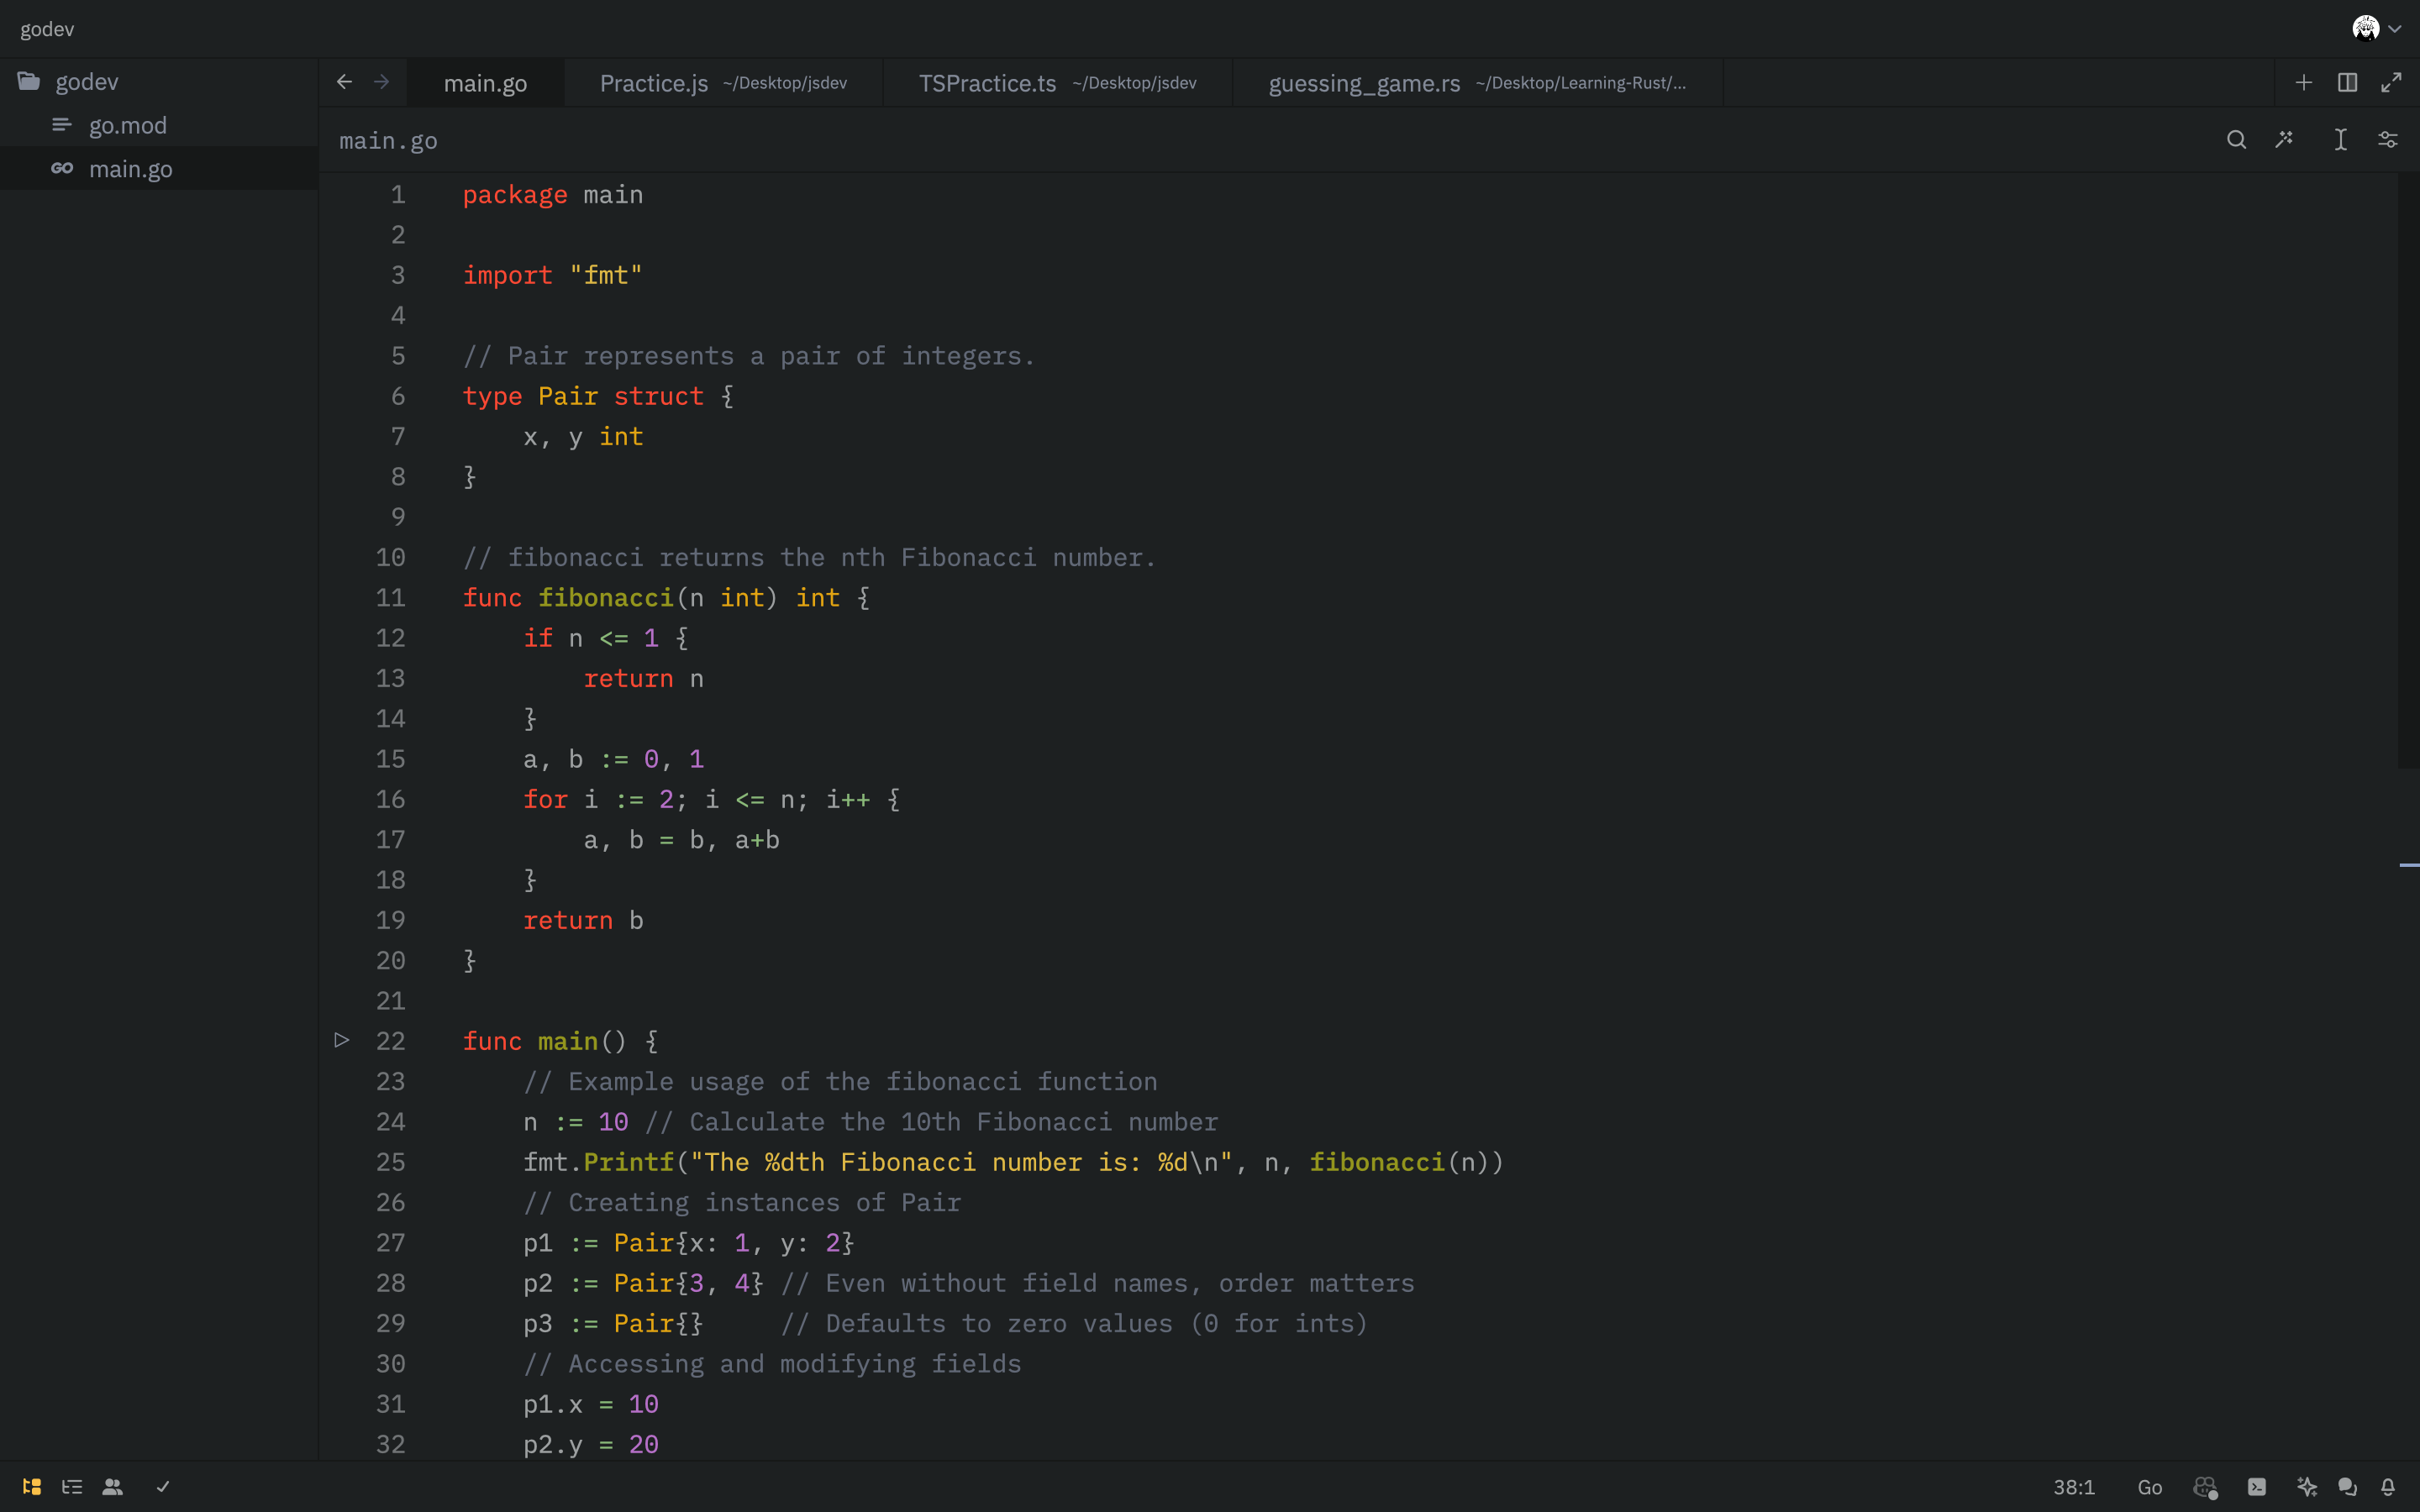 godev
godev
go.mod
GO main.go
main.go
Practice.js ~/Desktop/jsdev
TSPractice.ts ~/Desktop/jsdev
guessing_game.rs ~/Desktop/Learning-Rust/...
main.go
1 package main
2
3 import "fmt"
4
5 // Pair represents a pair of integers.
6 type Pair struct {
7     x, y int
8 }
9
10 // fibonacci returns the nth Fibonacci number.
11 func fibonacci(n int) int {
12     if n <= 1 {
13         return n
14     }
15     a, b := 0, 1
16     for i := 2; i <= n; i++ {
17         a, b = b, a+b
18     }
19     return b
20 }
21
22 func main() {
23     // Example usage of the fibonacci function
24     n := 10 // Calculate the 10th Fibonacci number
25     fmt.Printf("The %dth Fibonacci number is: %d\n", n, fibonacci(n))
26     // Creating instances of Pair
27     p1 := Pair{x: 1, y: 2}
28     p2 := Pair{3, 4} // Even without field names, order matters
29     p3 := Pair{}     // Defaults to zero values (0 for ints)
30     // Accessing and modifying fields
31     p1.x = 10
32     p2.y = 20
38:1 Go